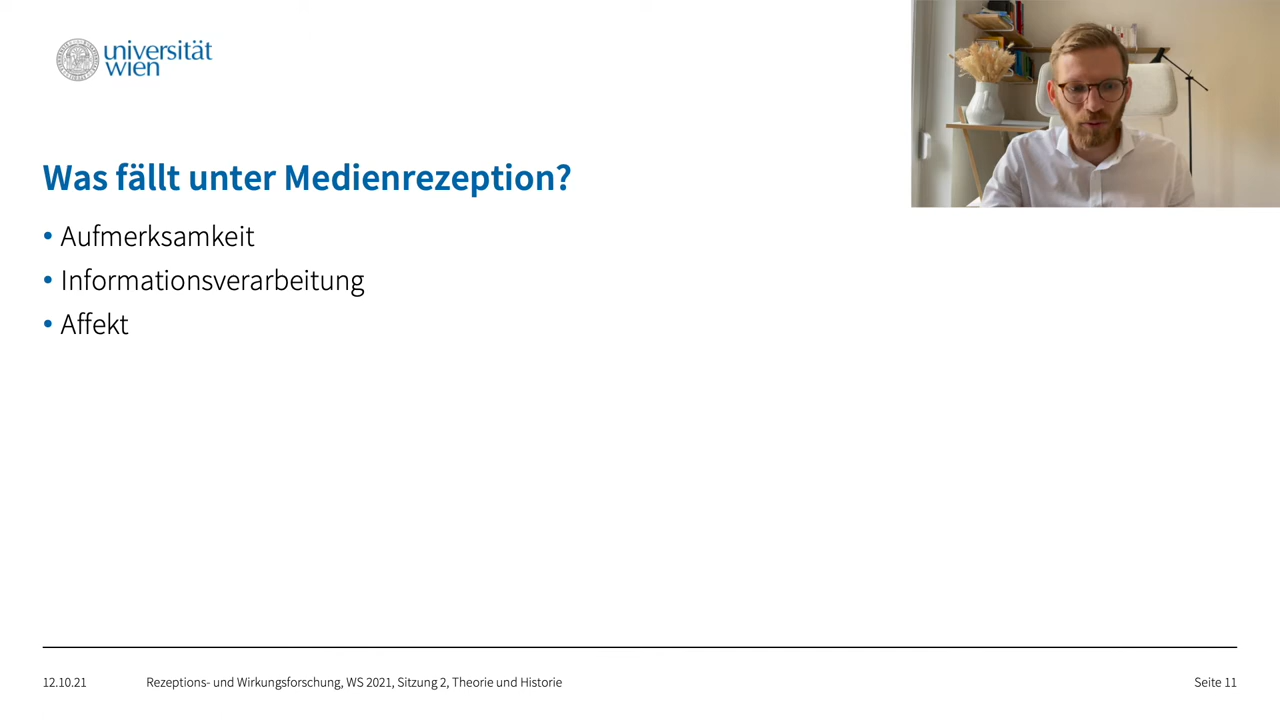 universität
wien
Was fällt unter Medienrezeption?
• Aufmerksamkeit
• Informationsverarbeitung
• Affekt
12.10.21 Rezeptions- und Wirkungsforschung, WS 2021, Sitzung 2, Theorie und Historie Seite 11